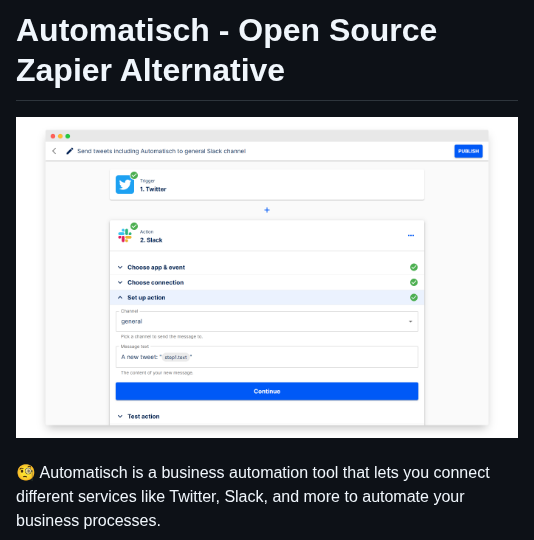 Automatisch - Open Source
Zapier Alternative
Send tweets including Automatisch to general Slack channel
PUBLISH
Trigger
1. Twitter
+
Action
2. Slack
...
Choose app & event
Choose connection
Set up action
Channel
general
Pick a channel to send the message to.
Message text
A new tweet: "step1.text"
The content of your new message.
Continue
Test action
🧐 Automatisch is a business automation tool that lets you connect
different services like Twitter, Slack, and more to automate your
business processes.